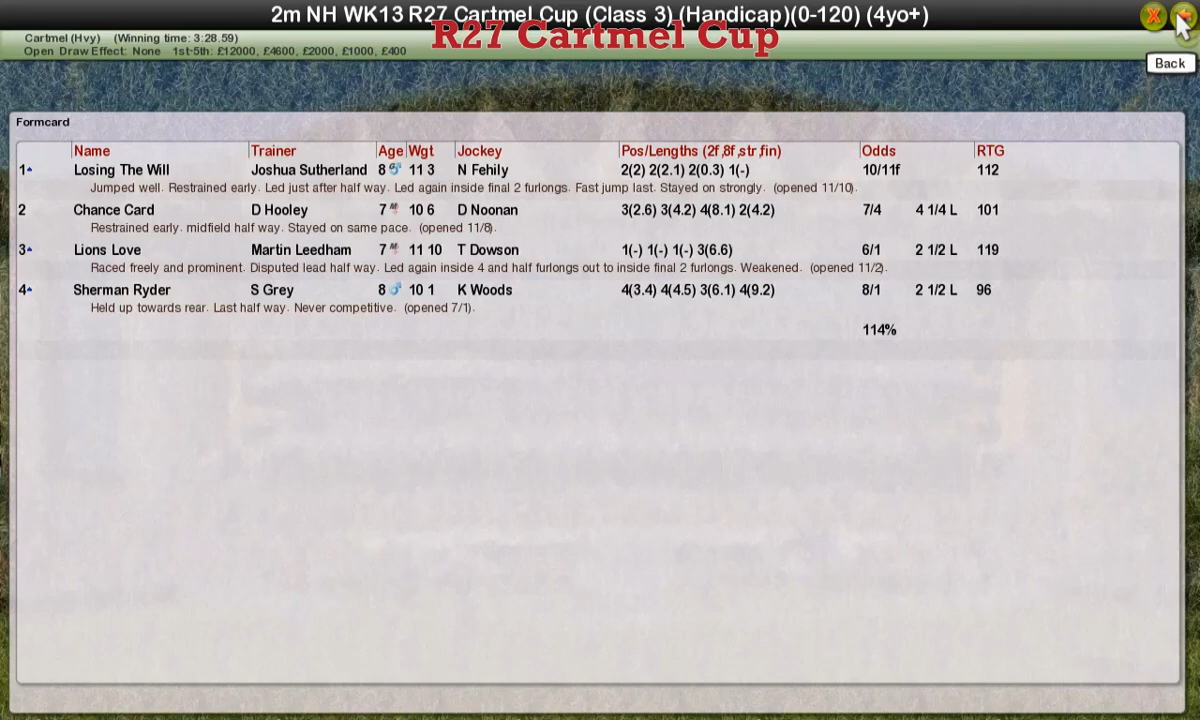 2m NH WK13 R27 Cartmel Cup (Class 3) (Handicap)(0-120) (4yo+)
R27 Cartmel Cup
Cartmel (Hvy) (Winning time: 3:28.59)
Open Draw Effect: None 1st-5th: £12000, £4600, £2000, £1000, £400
X
Back
Formcard
Name Trainer Age Wgt Jockey Pos/Lengths (2f,8f,str,fin) Odds RTG
1 Losing The Will Joshua Sutherland 8 11 3 N Fehily 2(2) 2(2.1) 2(0.3) 1(-) 10/11f 112
Jumped well. Restrained early. Led just after half way. Led again inside final 2 furlongs. Fast jump last. Stayed on strongly. (opened 11/10).
2 Chance Card D Hooley 7 10 6 D Noonan 3(2.6) 3(4.2) 4(8.1) 2(4.2) 7/4 4 1/4 L 101
Restrained early. midfield half way. Stayed on same pace. (opened 11/8).
3 Lions Love Martin Leedham 7 11 10 T Dowson 1(-) 1(-) 1(-) 3(6.6) 6/1 2 1/2 L 119
Raced freely and prominent. Disputed lead half way. Led again inside 4 and half furlongs out to inside final 2 furlongs. Weakened. (opened 11/2).
4 Sherman Ryder S Grey 8 10 1 K Woods 4(3.4) 4(4.5) 3(6.1) 4(9.2) 8/1 2 1/2 L 96
Held up towards rear. Last half way. Never competitive. (opened 7/1).
114%